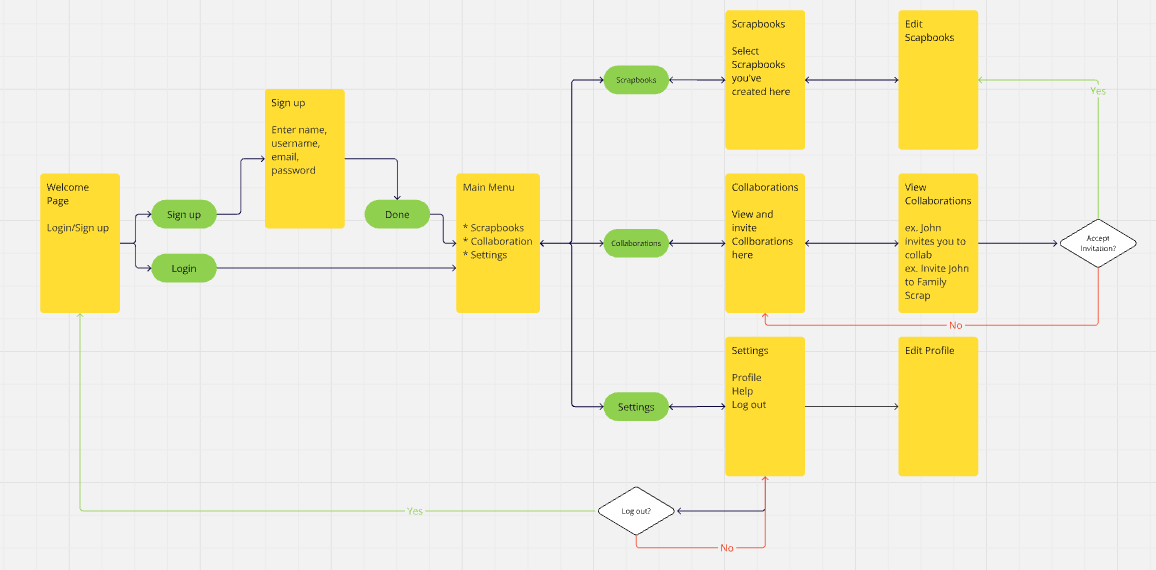 Welcome
Page
Login/Sign up
Sign up
Login
Sign up
Enter name,
username,
email,
password
Done
Main Menu
* Scrapbooks
* Collaboration
* Settings
Scrapbooks
Scrapbooks
Select
Scrapbooks
you've
created here
Edit
Scapbooks
Yes
Collaborations
Collaborations
View and
invite
Collborations
here
View
Collaborations
ex. John
invites you to
collab
ex. Invite John
to Family
Scrap
Accept
Invitation?
No
Settings
Settings
Profile
Help
Log out
Edit Profile
Log out?
Yes
No